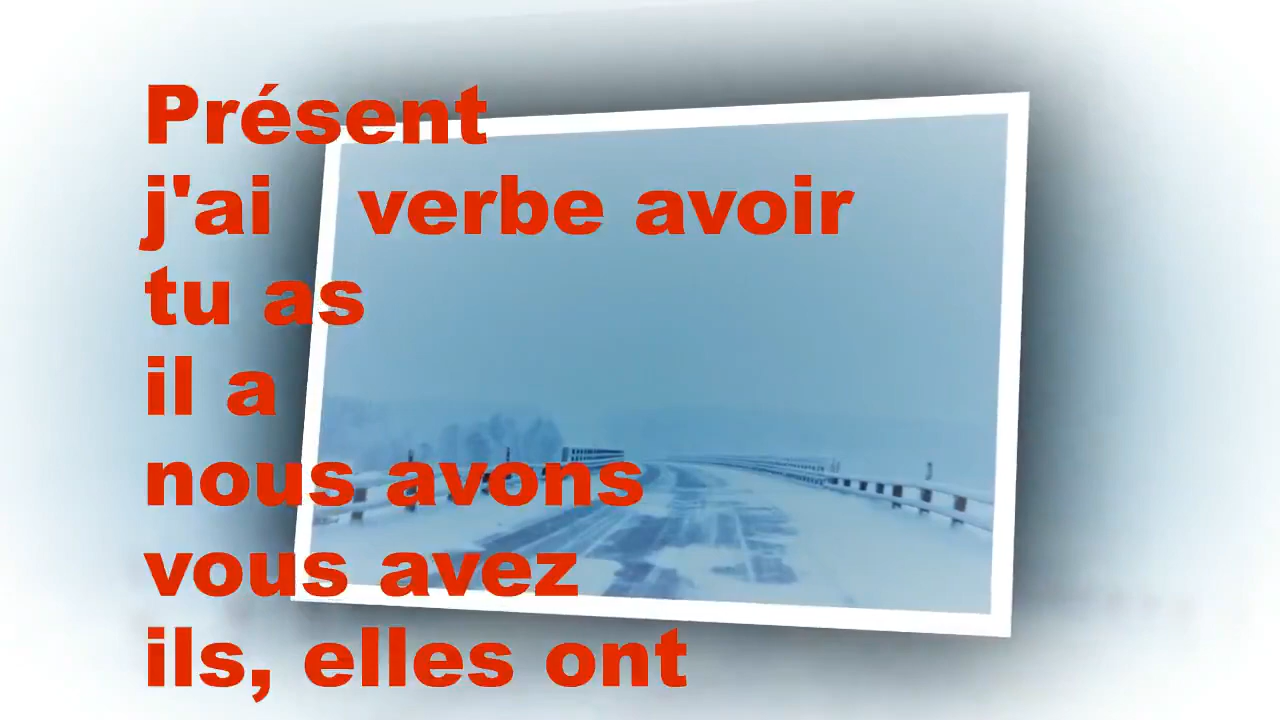 Présent
j'ai verbe avoir
tu as
il a
nous avons
vous avez
ils, elles ont